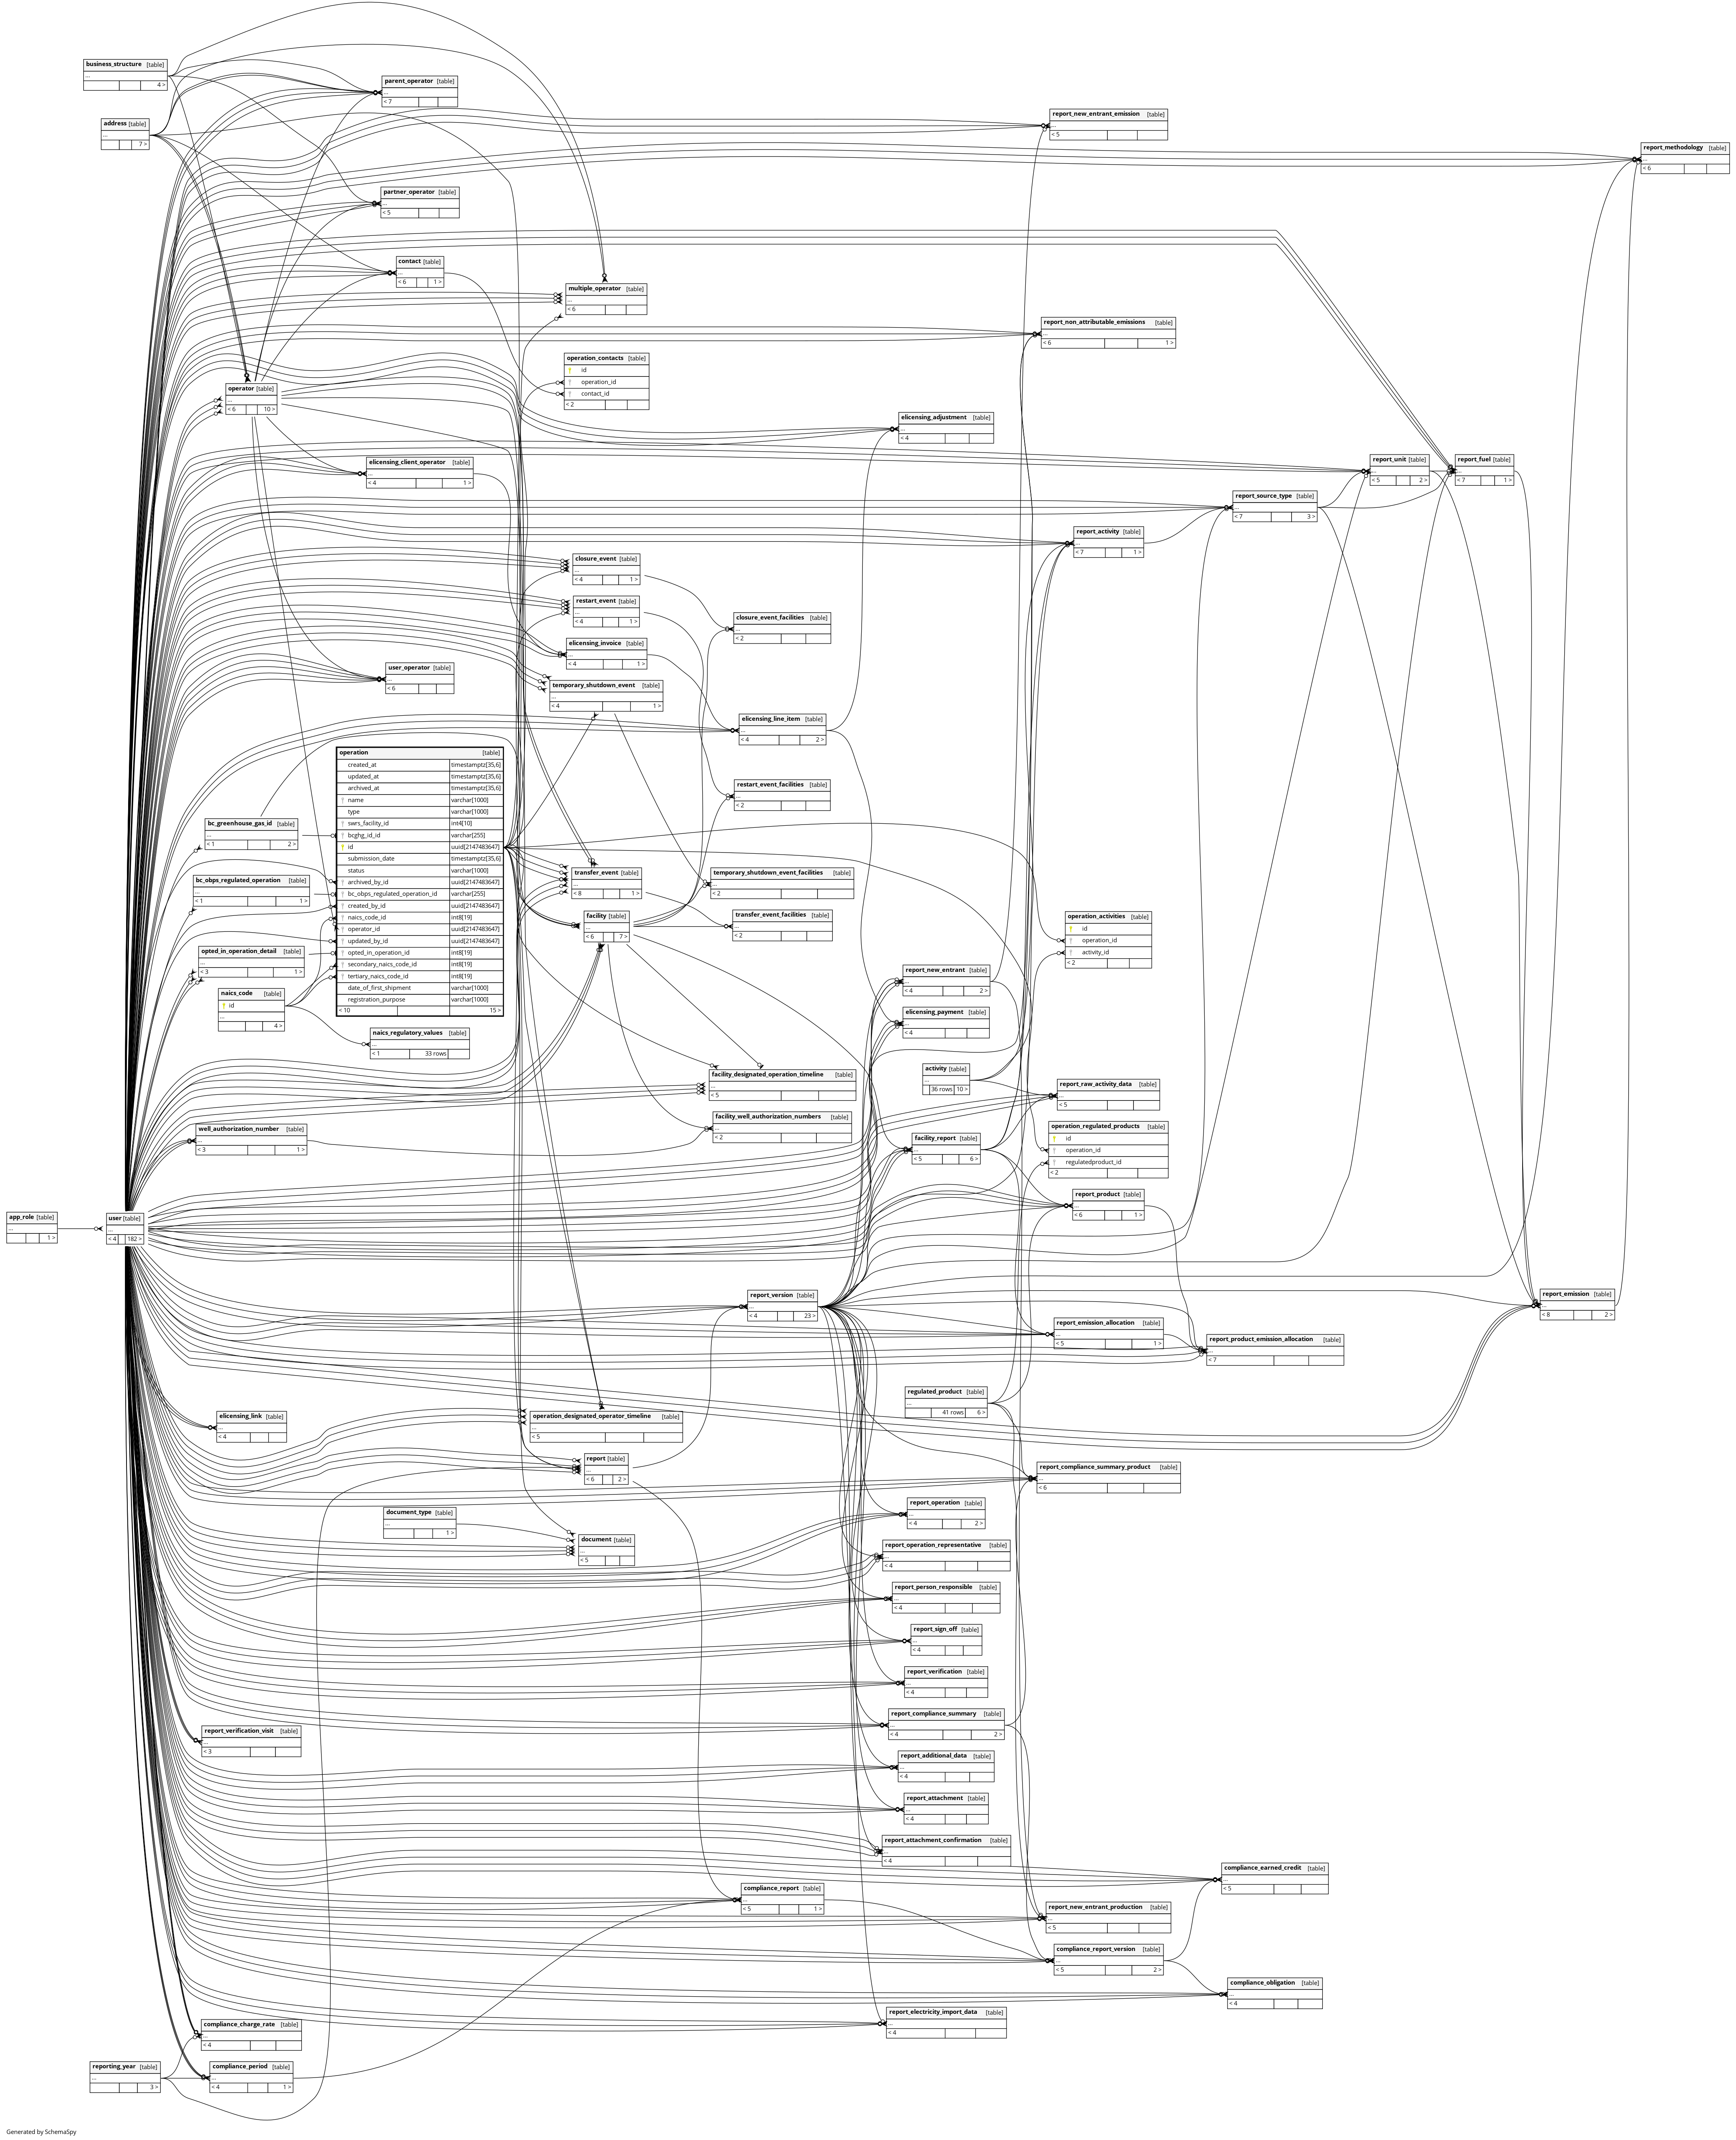 business_structure [table]
...
4 >
address [table]
...
7 >
parent_operator [table]
...
< 7
report_new_entrant_emission [table]
...
< 5
report_methodology [table]
...
< 6
partner_operator [table]
...
< 5
contact [table]
...
< 6 1 >
multiple_operator [table]
...
< 6
report_non_attributable_emissions [table]
...
< 6 1 >
operation_contacts [table]
id
operation_id
contact_id
< 2
operator [table]
...
< 6 10 >
elicensing_adjustment [table]
...
< 4
elicensing_client_operator [table]
...
< 4 1 >
report_unit [table]
...
< 5 2 >
report_fuel [table]
...
< 7 1 >
report_source_type [table]
...
< 7 3 >
report_activity [table]
...
< 7 1 >
closure_event [table]
...
< 4 1 >
restart_event [table]
...
< 4 1 >
closure_event_facilities [table]
...
< 2
elicensing_invoice [table]
...
< 4 1 >
user_operator [table]
...
< 6
temporary_shutdown_event [table]
...
< 4 1 >
elicensing_line_item [table]
...
< 4 2 >
operation [table]
created_at timestamptz[35,6]
updated_at timestamptz[35,6]
archived_at timestamptz[35,6]
name varchar[1000]
type varchar[1000]
swrs_facility_id int4[10]
bcghg_id_id varchar[255]
id uuid[2147483647]
submission_date timestamptz[35,6]
status varchar[1000]
archived_by_id uuid[2147483647]
bc_obps_regulated_operation_id varchar[255]
created_by_id uuid[2147483647]
naics_code_id int8[19]
operator_id uuid[2147483647]
updated_by_id uuid[2147483647]
opted_in_operation_id int8[19]
secondary_naics_code_id int8[19]
tertiary_naics_code_id int8[19]
date_of_first_shipment varchar[1000]
registration_purpose varchar[1000]
< 10 15 >
restart_event_facilities [table]
...
< 2
bc_greenhouse_gas_id [table]
...
< 1 2 >
bc_obps_regulated_operation [table]
...
< 1 1 >
transfer_event [table]
...
< 8 1 >
temporary_shutdown_event_facilities [table]
...
< 2
facility [table]
...
< 6 7 >
transfer_event_facilities [table]
...
< 2
operation_activities [table]
id
operation_id
activity_id
< 2
opted_in_operation_detail [table]
...
< 3 1 >
naics_code [table]
id
...
4 >
report_new_entrant [table]
...
< 4 2 >
elicensing_payment [table]
...
< 4
naics_regulatory_values [table]
...
< 1 33 rows
activity [table]
...
36 rows 10 >
facility_designated_operation_timeline [table]
...
< 5
report_raw_activity_data [table]
...
< 5
facility_well_authorization_numbers [table]
...
< 2
well_authorization_number [table]
...
< 3 1 >
operation_regulated_products [table]
id
operation_id
regulatedproduct_id
< 2
facility_report [table]
...
< 5 6 >
report_product [table]
...
< 6 1 >
app_role [table]
...
1 >
user [table]
...
< 4 182 >
report_version [table]
...
< 4 23 >
report_emission [table]
...
< 8 2 >
report_emission_allocation [table]
...
< 5 1 >
report_product_emission_allocation [table]
...
< 7
regulated_product [table]
...
41 rows 6 >
elicensing_link [table]
...
< 4
operation_designated_operator_timeline [table]
...
< 5
report [table]
...
< 6 2 >
report_compliance_summary_product [table]
...
< 6
report_operation [table]
...
< 4 2 >
document_type [table]
...
1 >
document [table]
...
< 5
report_operation_representative [table]
...
< 4
report_person_responsible [table]
...
< 4
report_sign_off [table]
...
< 4
report_verification [table]
...
< 4
report_compliance_summary [table]
...
< 4 2 >
report_verification_visit [table]
...
< 3
report_additional_data [table]
...
< 4
report_attachment [table]
...
< 4
report_attachment_confirmation [table]
...
< 4
compliance_earned_credit [table]
...
< 5
compliance_report [table]
...
< 5 1 >
report_new_entrant_production [table]
...
< 5
compliance_report_version [table]
...
< 5 2 >
compliance_obligation [table]
...
< 4
report_electricity_import_data [table]
...
< 4
compliance_charge_rate [table]
...
< 4
reporting_year [table]
...
3 >
compliance_period [table]
...
< 4 1 >
Generated by SchemaSpy